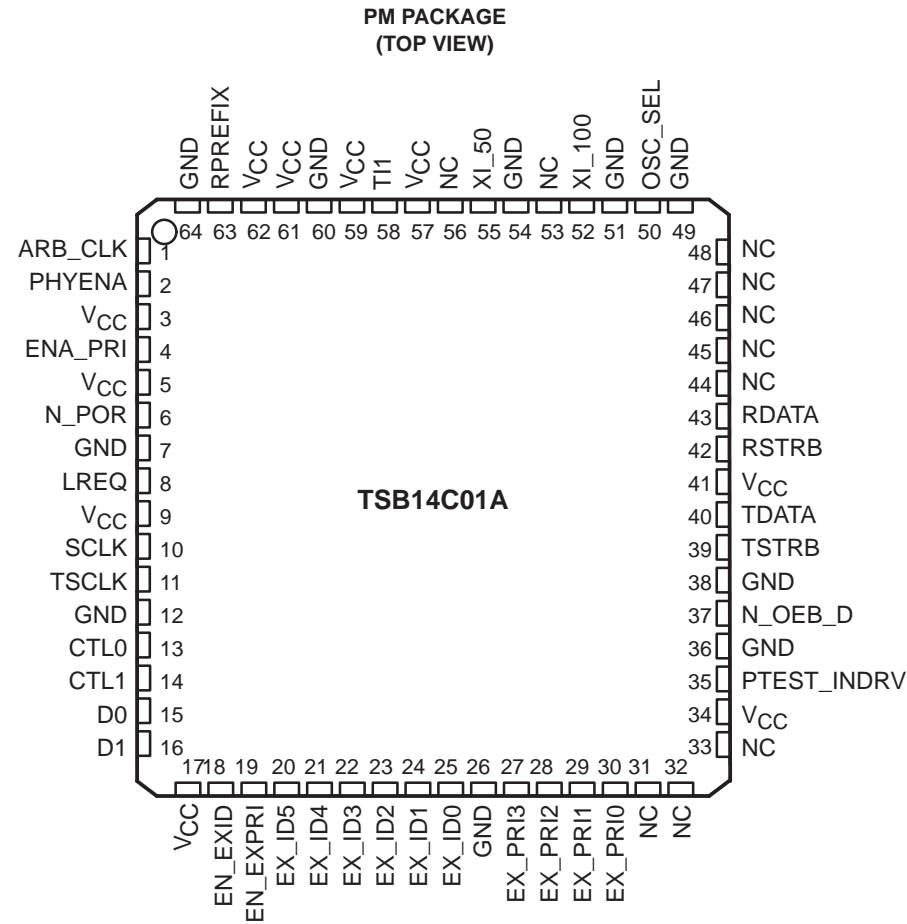 PM PACKAGE
(TOP VIEW)
GND
RPREFIX
VCC
VCC
GND
VCC
TI1
VCC
NC
XI_50
GND
NC
XI_100
GND
OSC_SEL
GND
64 63 62 61 60 59 58 57 56 55 54 53 52 51 50 49
ARB_CLK 1
PHYENA 2
VCC 3
ENA_PRI 4
VCC 5
N_POR 6
GND 7
LREQ 8
VCC 9
SCLK 10
TSCLK 11
GND 12
CTL0 13
CTL1 14
D0 15
D1 16
TSB14C01A
48 NC
47 NC
46 NC
45 NC
44 NC
43 RDATA
42 RSTRB
41 VCC
40 TDATA
39 TSTRB
38 GND
37 N_OEB_D
36 GND
35 PTEST_INDRV
34 VCC
33 NC
17 18 19 20 21 22 23 24 25 26 27 28 29 30 31 32
VCC
EN_EXID
EN_EXPRI
EX_ID5
EX_ID4
EX_ID3
EX_ID2
EX_ID1
EX_ID0
GND
EX_PRI3
EX_PRI2
EX_PRI1
EX_PRI0
NC
NC